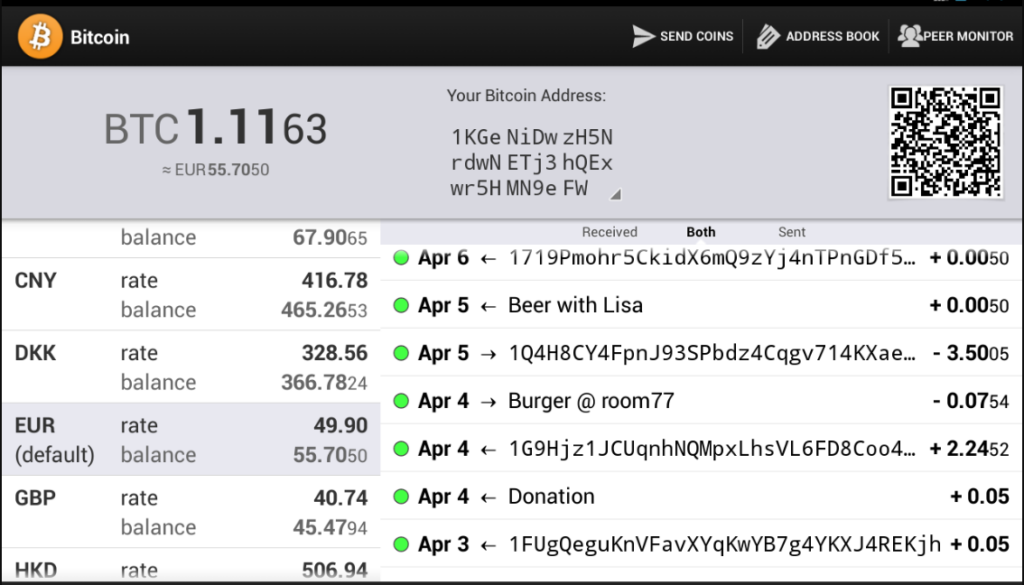 Bitcoin
SEND COINS
ADDRESS BOOK
PEER MONITOR
BTC 1.1163
≈ EUR 55.7050
Your Bitcoin Address:
1KGe NiDw zH5N
rdwN ETj3 hQEx
wr5H MN9e FW
balance 67.9065
CNY rate 416.78
balance 465.2653
DKK rate 328.56
balance 366.7824
EUR rate 49.90
(default) balance 55.7050
GBP rate 40.74
balance 45.4794
HKD rate 506.94
Received Both Sent
Apr 6 ← 1719Pmohr5CkidX6mQ9zYj4nTPnGDf5… + 0.0050
Apr 5 ← Beer with Lisa + 0.0050
Apr 5 → 1Q4H8CY4FpnJ93SPbdz4Cqgv714KXae… - 3.5005
Apr 4 → Burger @ room77 - 0.0754
Apr 4 ← 1G9Hjz1JCUqnhNQMpxLhsVL6FD8Coo4… + 2.2452
Apr 4 ← Donation + 0.05
Apr 3 ← 1FUgQeguKnVFavXYqKwYB7g4YKXJ4REKjh + 0.05